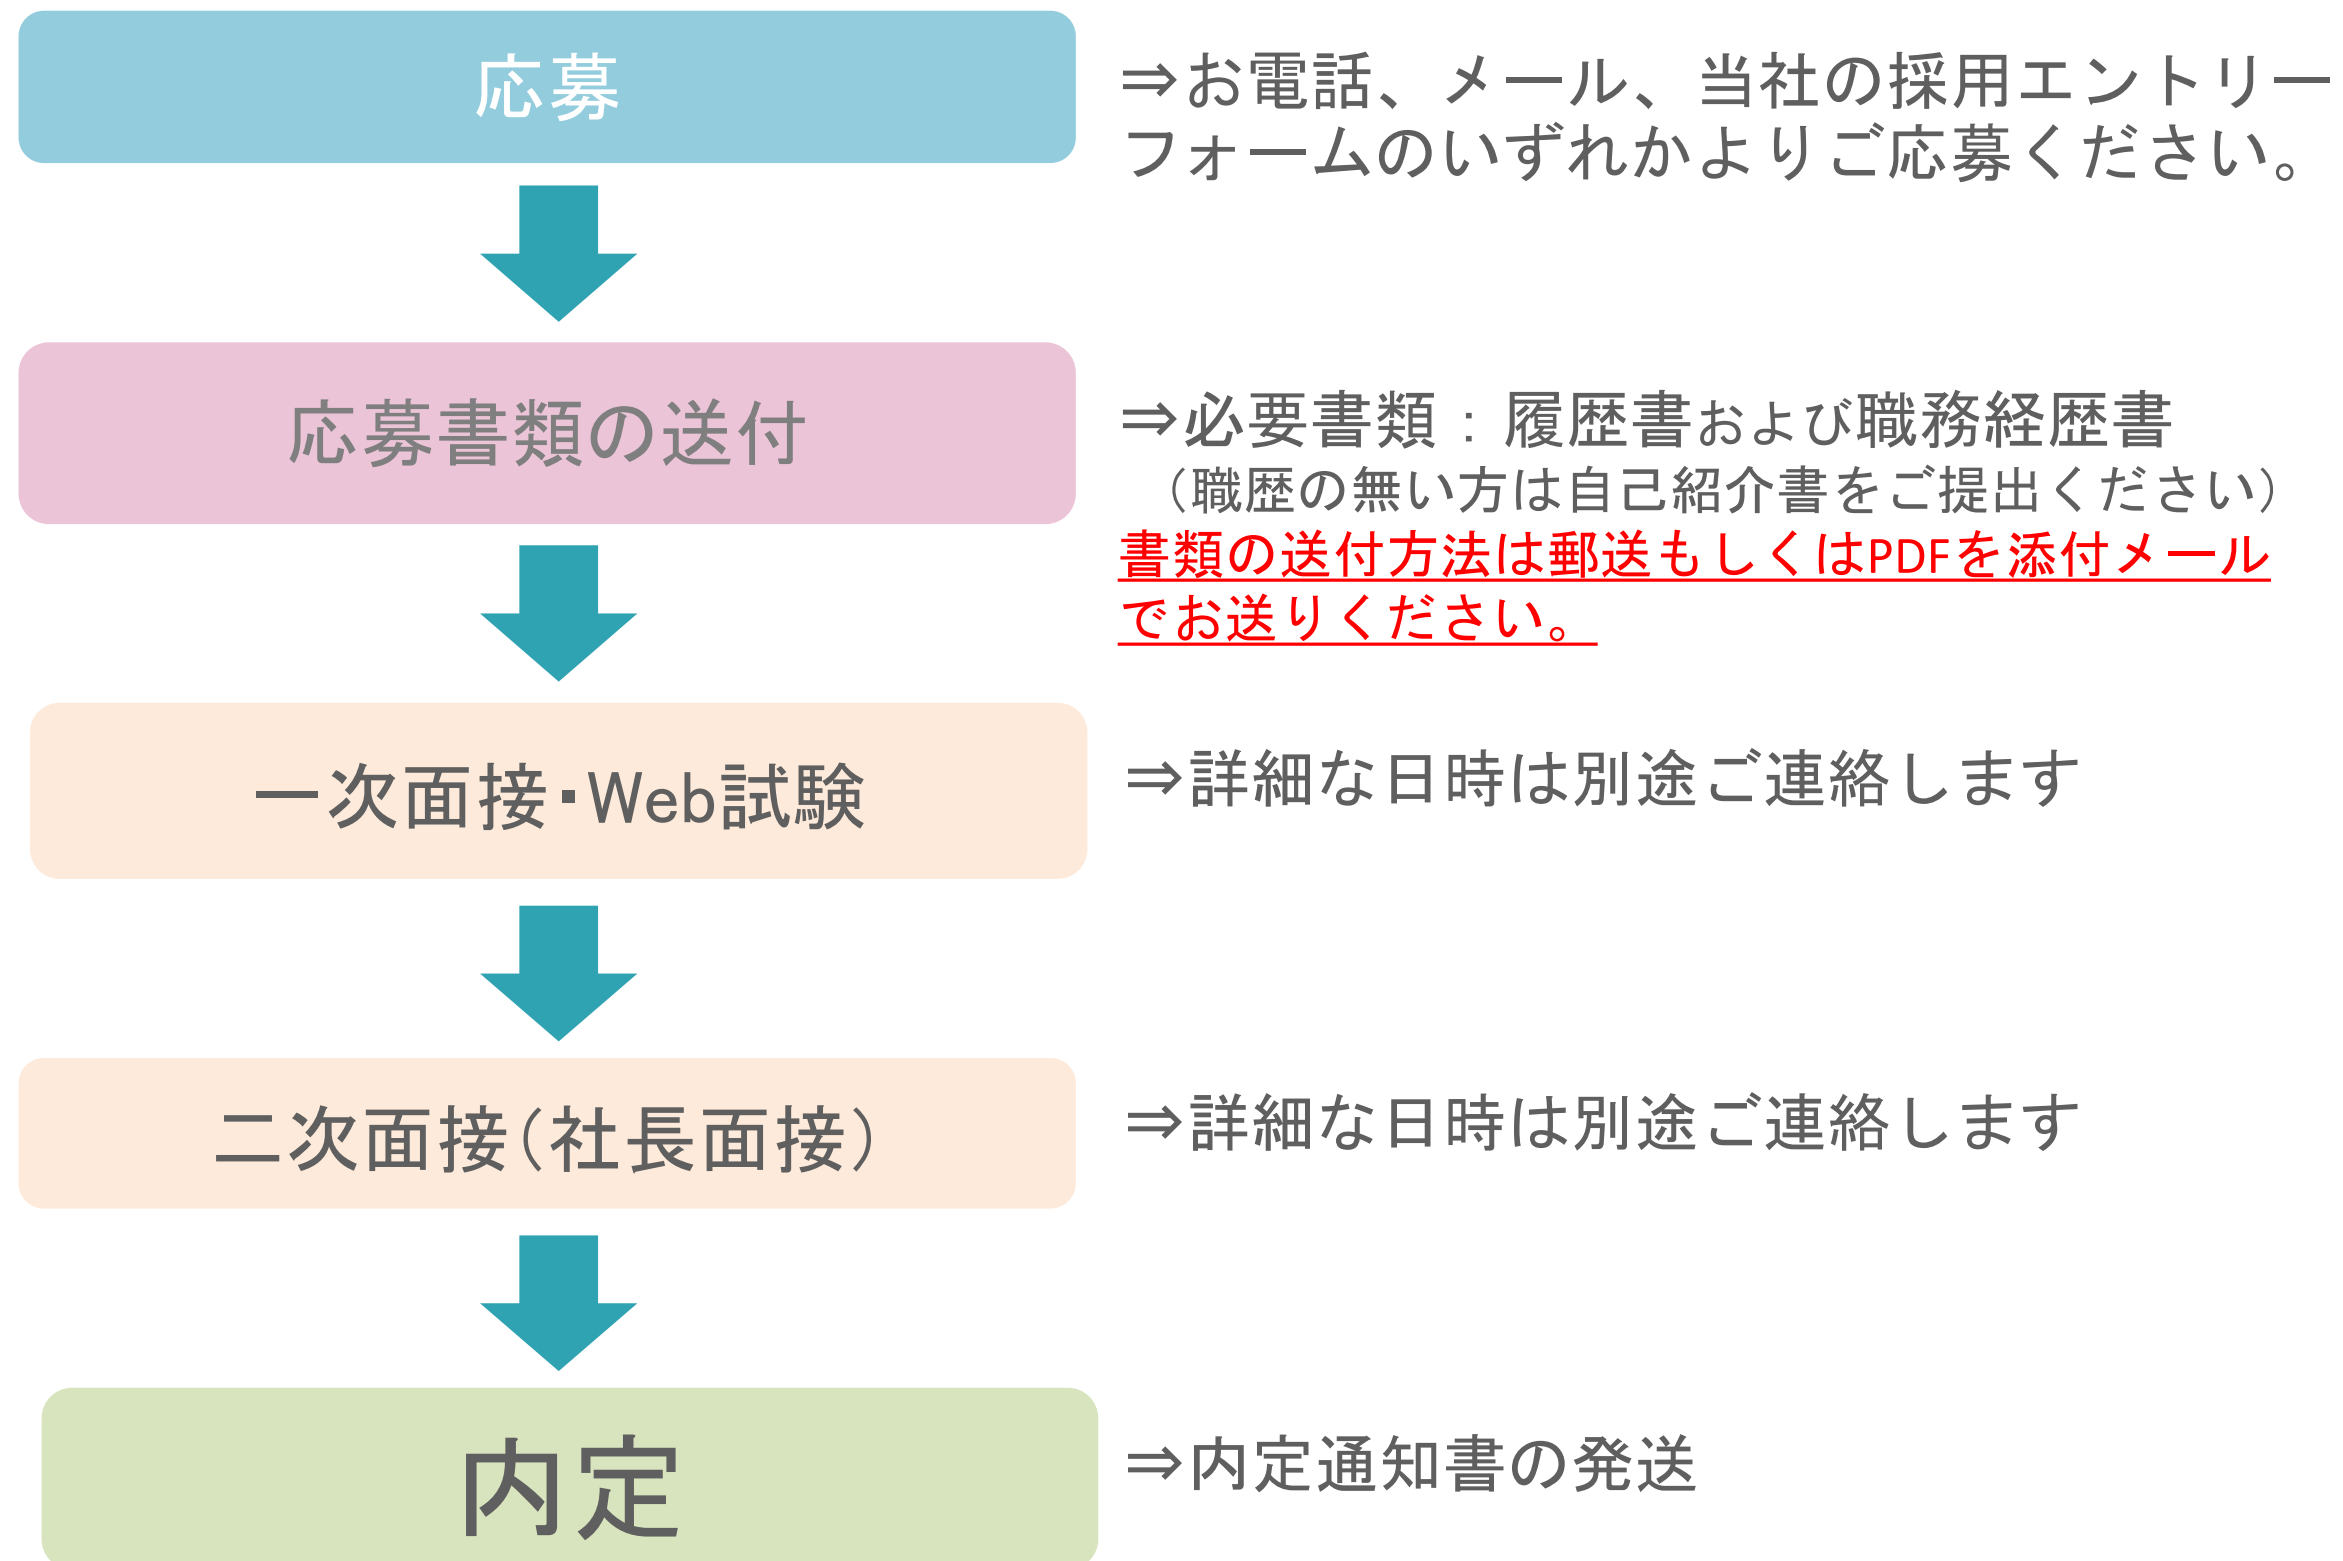 応募
⇒お電話、メール、当社の採用エントリー
フォームのいずれかよりご応募ください。
応募書類の送付
⇒必要書類：履歴書および職務経歴書
（職歴の無い方は自己紹介書をご提出ください）
書類の送付方法は郵送もしくはPDFを添付メール
でお送りください。
一次面接・Web試験
⇒詳細な日時は別途ご連絡します
二次面接（社長面接）
⇒詳細な日時は別途ご連絡します
内定
⇒内定通知書の発送